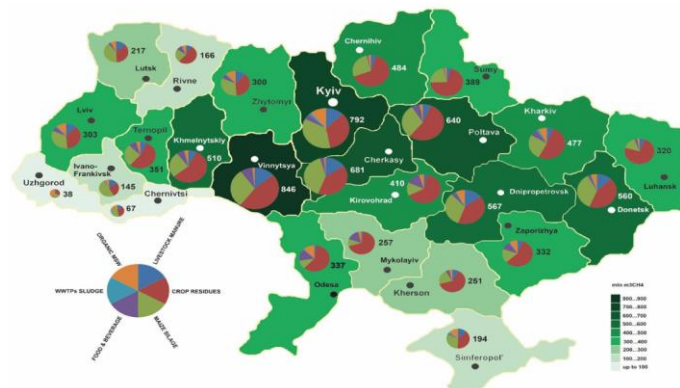 Chernihiv
484
217
Lutsk
166
Rivne
300
Zhytomyr
Kyiv
792
Sumy
389
Lviv
393
Ternopil
351
Khmelnytskiy
510
Vinnytsya
846
Cherkasy
681
640
Poltava
Kharkiv
477
320
Luhansk
Uzhgorod
38
Ivano-
Frankivsk
145
Chernivtsi
67
410
Kirovohrad
Dnipropetrovsk
567
560
Donetsk
Zaporizhya
332
257
Mykolayiv
337
Odesa
251
Kherson
194
Simferopol'
ORGANIC MSW
LIVESTOCK MANURE
WWTPs SLUDGE
CROP RESIDUES
FOOD & BEVERAGE
MAIZE SILAGE
mln m3CH4
800...900
700...800
600...700
500...600
400...500
300...400
200...300
100...200
up to 100